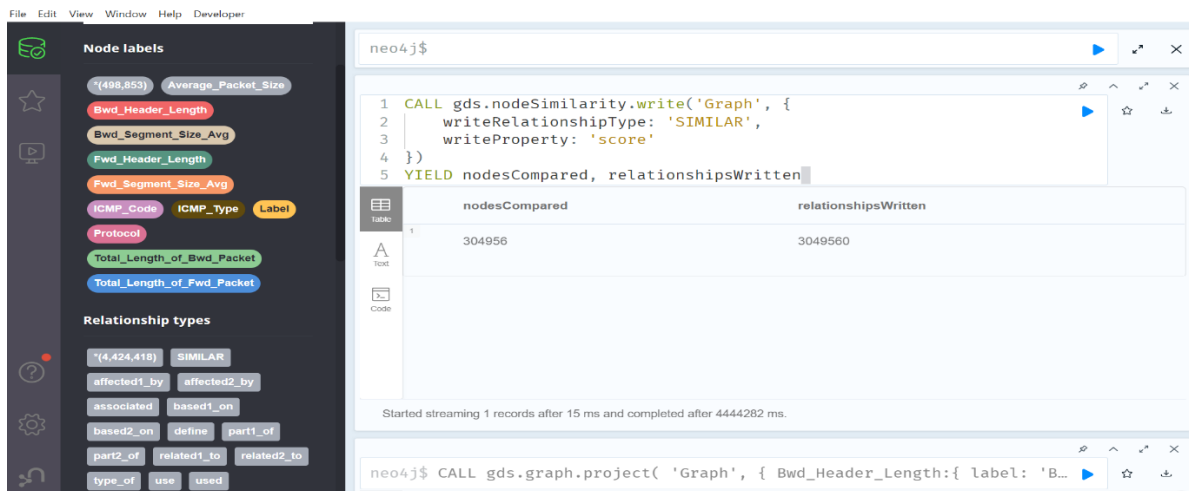 File Edit View Window Help Developer
Node labels
*(498,853) Average_Packet_Size
Bwd_Header_Length
Bwd_Segment_Size_Avg
Fwd_Header_Length
Fwd_Segment_Size_Avg
ICMP_Code ICMP_Type Label
Protocol
Total_Length_of_Bwd_Packet
Total_Length_of_Fwd_Packet
Relationship types
*(4,424,418) SIMILAR
affected1_by affected2_by
associated based1_on
based2_on define part1_of
part2_of related1_to related2_to
type_of use used
neo4j$
1 CALL gds.nodeSimilarity.write('Graph', {
2 writeRelationshipType: 'SIMILAR',
3 writeProperty: 'score'
4 })
5 YIELD nodesCompared, relationshipsWritten
Table
Text
Code
nodesCompared relationshipsWritten
1 304956 3049560
Started streaming 1 records after 15 ms and completed after 4444282 ms.
neo4j$ CALL gds.graph.project( 'Graph', { Bwd_Header_Length:{ label: 'B…